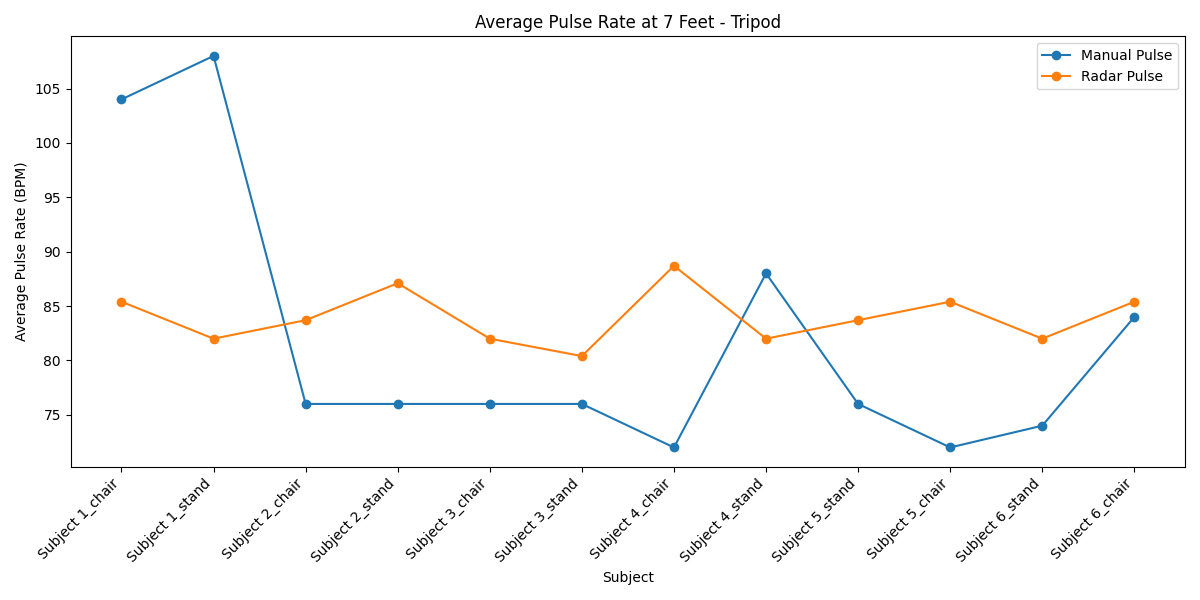 Average Pulse Rate at 7 Feet - Tripod
Manual Pulse
Radar Pulse
Average Pulse Rate (BPM)
105
100
95
90
85
80
75
Subject 1_chair
Subject 1_stand
Subject 2_chair
Subject 2_stand
Subject 3_chair
Subject 3_stand
Subject 4_chair
Subject 4_stand
Subject 5_stand
Subject 5_chair
Subject 6_stand
Subject 6_chair
Subject